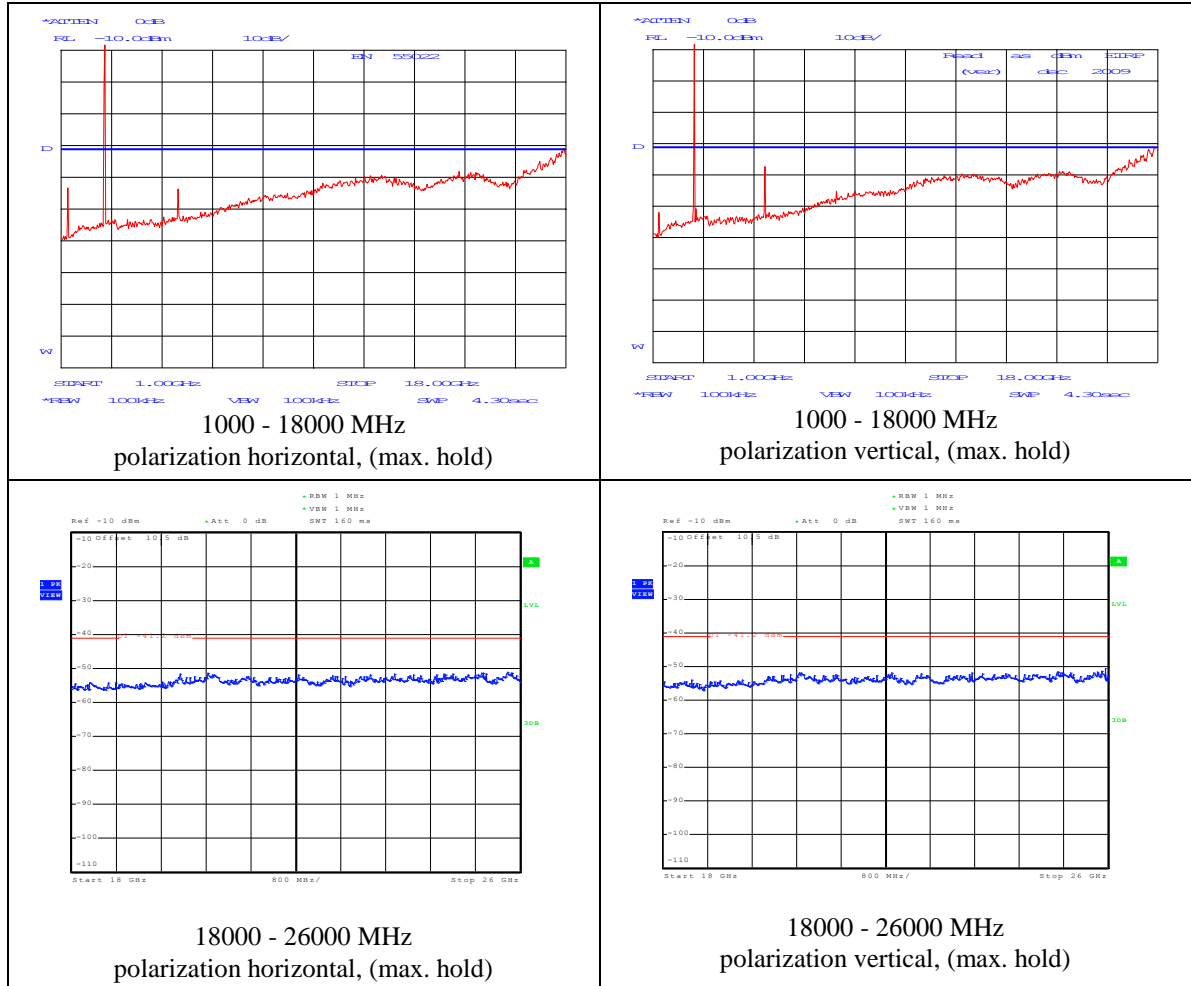 *ATTEN 0dB
RL -10.0dBm 10dB/
EN 55022
D
W
START 1.00GHz STOP 18.00GHz
*RBW 100kHz VBW 100kHz SWP 4.30sec
1000 - 18000 MHz
polarization horizontal, (max. hold)
*ATTEN 0dB
RL -10.0dBm 10dB/
Read as dBm EIRP
(ver) dec 2009
D
W
START 1.00GHz STOP 18.00GHz
*RBW 100kHz VBW 100kHz SWP 4.30sec
1000 - 18000 MHz
polarization vertical, (max. hold)
*RBW 1 MHz
*VBW 1 MHz
Ref -10 dBm *Att 0 dB SWT 160 ms
-10 Offset 10.5 dB
A
-20
1 PK
VIEW
-30
LVL
-40
D1 -41.2 dBm
-50
-60
3DB
-70
-80
-90
-100
-110
Start 18 GHz 800 MHz/ Stop 26 GHz
18000 - 26000 MHz
polarization horizontal, (max. hold)
*RBW 1 MHz
*VBW 1 MHz
Ref -10 dBm *Att 0 dB SWT 160 ms
-10 Offset 10.5 dB
A
-20
1 PK
VIEW
-30
LVL
-40
D1 -41.2 dBm
-50
-60
3DB
-70
-80
-90
-100
-110
Start 18 GHz 800 MHz/ Stop 26 GHz
18000 - 26000 MHz
polarization vertical, (max. hold)